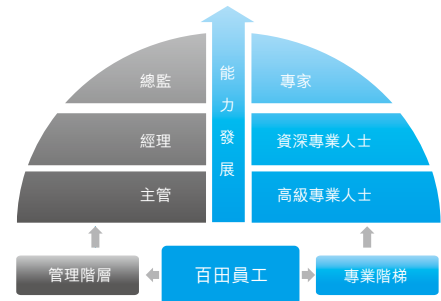 總監
能力發展
專家
經理
資深專業人士
主管
高級專業人士
管理階層
百田員工
專業階梯